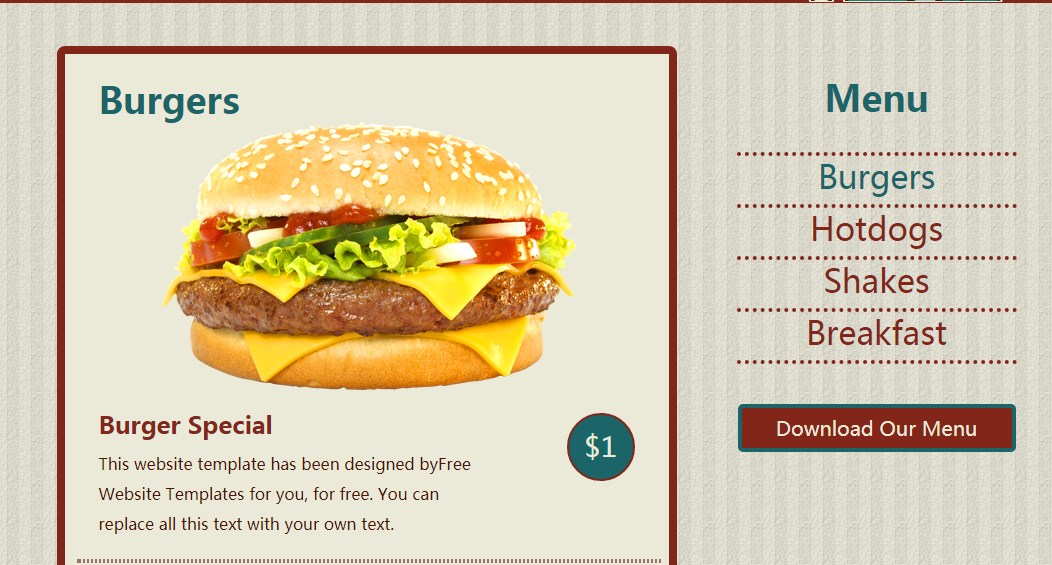 Burgers
Burger Special
This website template has been designed byFree
Website Templates for you, for free. You can
replace all this text with your own text.
$1
Menu
Burgers
Hotdogs
Shakes
Breakfast
Download Our Menu